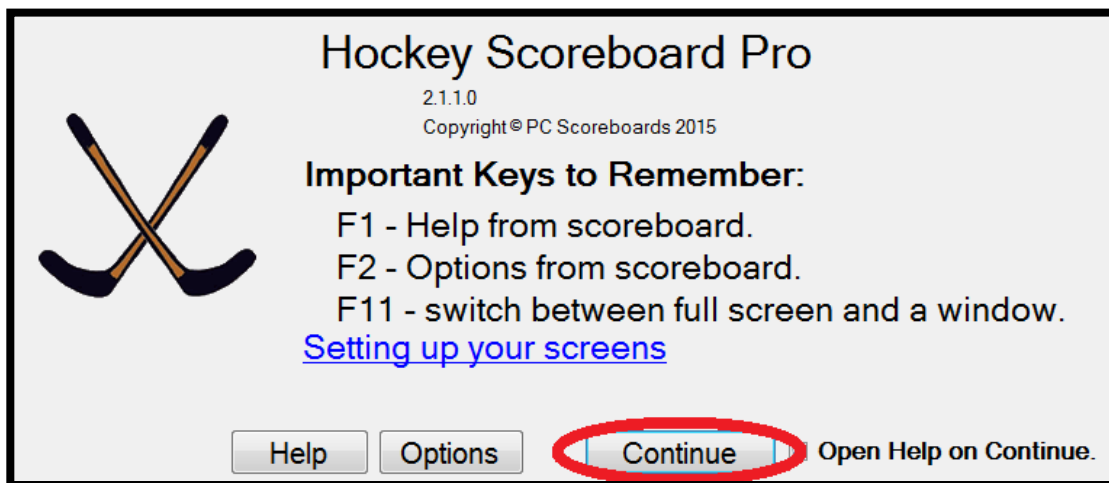 Hockey Scoreboard Pro
2.1.1.0
Copyright © PC Scoreboards 2015
Important Keys to Remember:
F1 - Help from scoreboard.
F2 - Options from scoreboard.
F11 - switch between full screen and a window.
Setting up your screens
Help Options Continue Open Help on Continue.